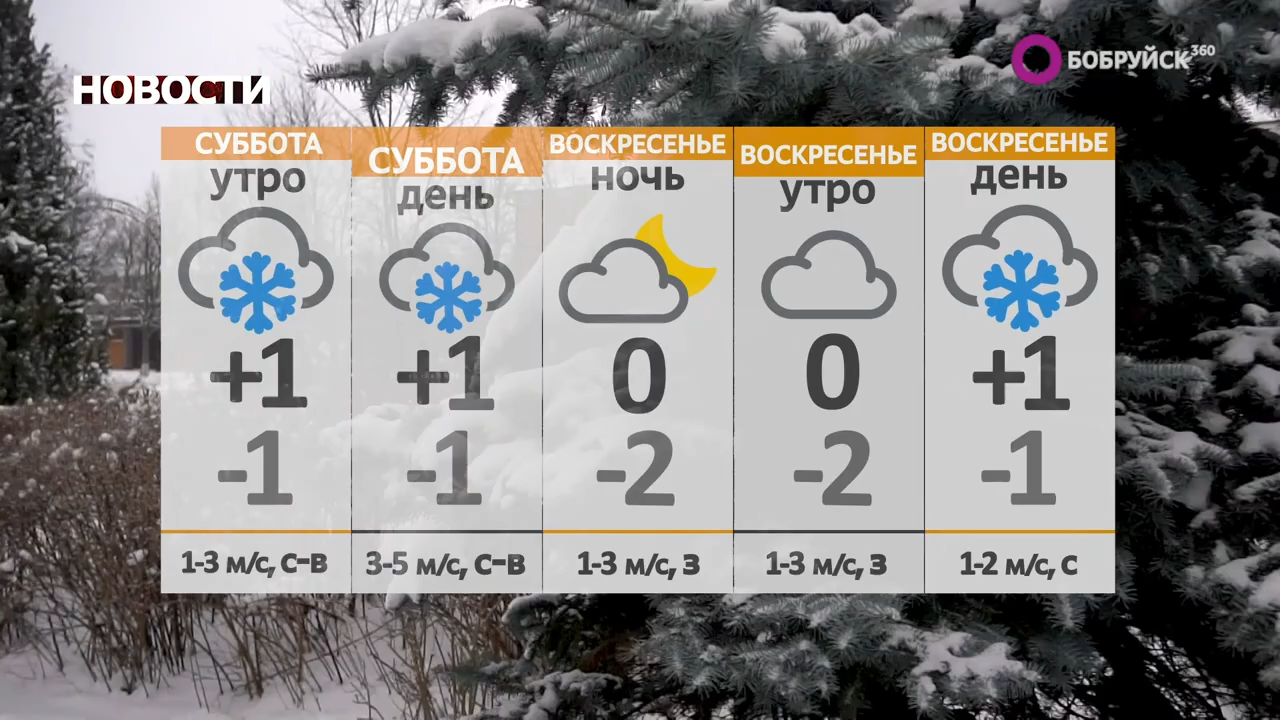 НОВОСТИ
БОБРУЙСК360
СУББОТА
утро
+1
-1
1-3 м/с, С-В
СУББОТА
день
+1
-1
3-5 м/с, С-В
ВОСКРЕСЕНЬЕ
ночь
0
-2
1-3 м/с, З
ВОСКРЕСЕНЬЕ
утро
0
-2
1-3 м/с, З
ВОСКРЕСЕНЬЕ
день
+1
-1
1-2 м/с, С